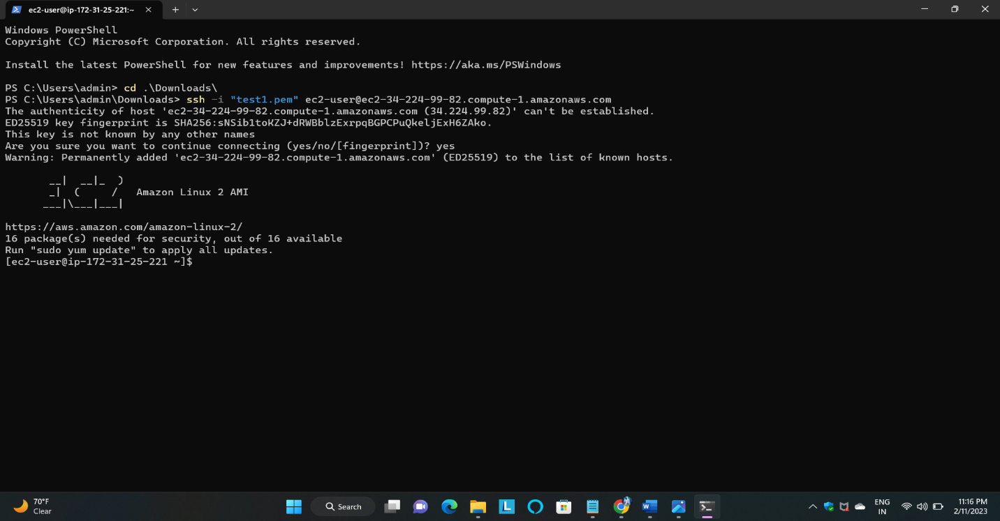 ec2-user@ip-172-31-25-221:~
Windows PowerShell
Copyright (C) Microsoft Corporation. All rights reserved.
Install the latest PowerShell for new features and improvements! https://aka.ms/PSWindows
PS C:\Users\admin> cd .\Downloads\
PS C:\Users\admin\Downloads> ssh -i "test1.pem" ec2-user@ec2-34-224-99-82.compute-1.amazonaws.com
The authenticity of host 'ec2-34-224-99-82.compute-1.amazonaws.com (34.224.99.82)' can't be established.
ED25519 key fingerprint is SHA256:sNSib1toKZJ+dRWBblzExrpqBGPCPuQkeljExH6ZAko.
This key is not known by any other names
Are you sure you want to continue connecting (yes/no/[fingerprint])? yes
Warning: Permanently added 'ec2-34-224-99-82.compute-1.amazonaws.com' (ED25519) to the list of known hosts.
__|  __|_  )
_|  (     /   Amazon Linux 2 AMI
___|\___|___|
https://aws.amazon.com/amazon-linux-2/
16 package(s) needed for security, out of 16 available
Run "sudo yum update" to apply all updates.
[ec2-user@ip-172-31-25-221 ~]$
70°F
Clear
Search
ENG
IN
11:16 PM
2/11/2023